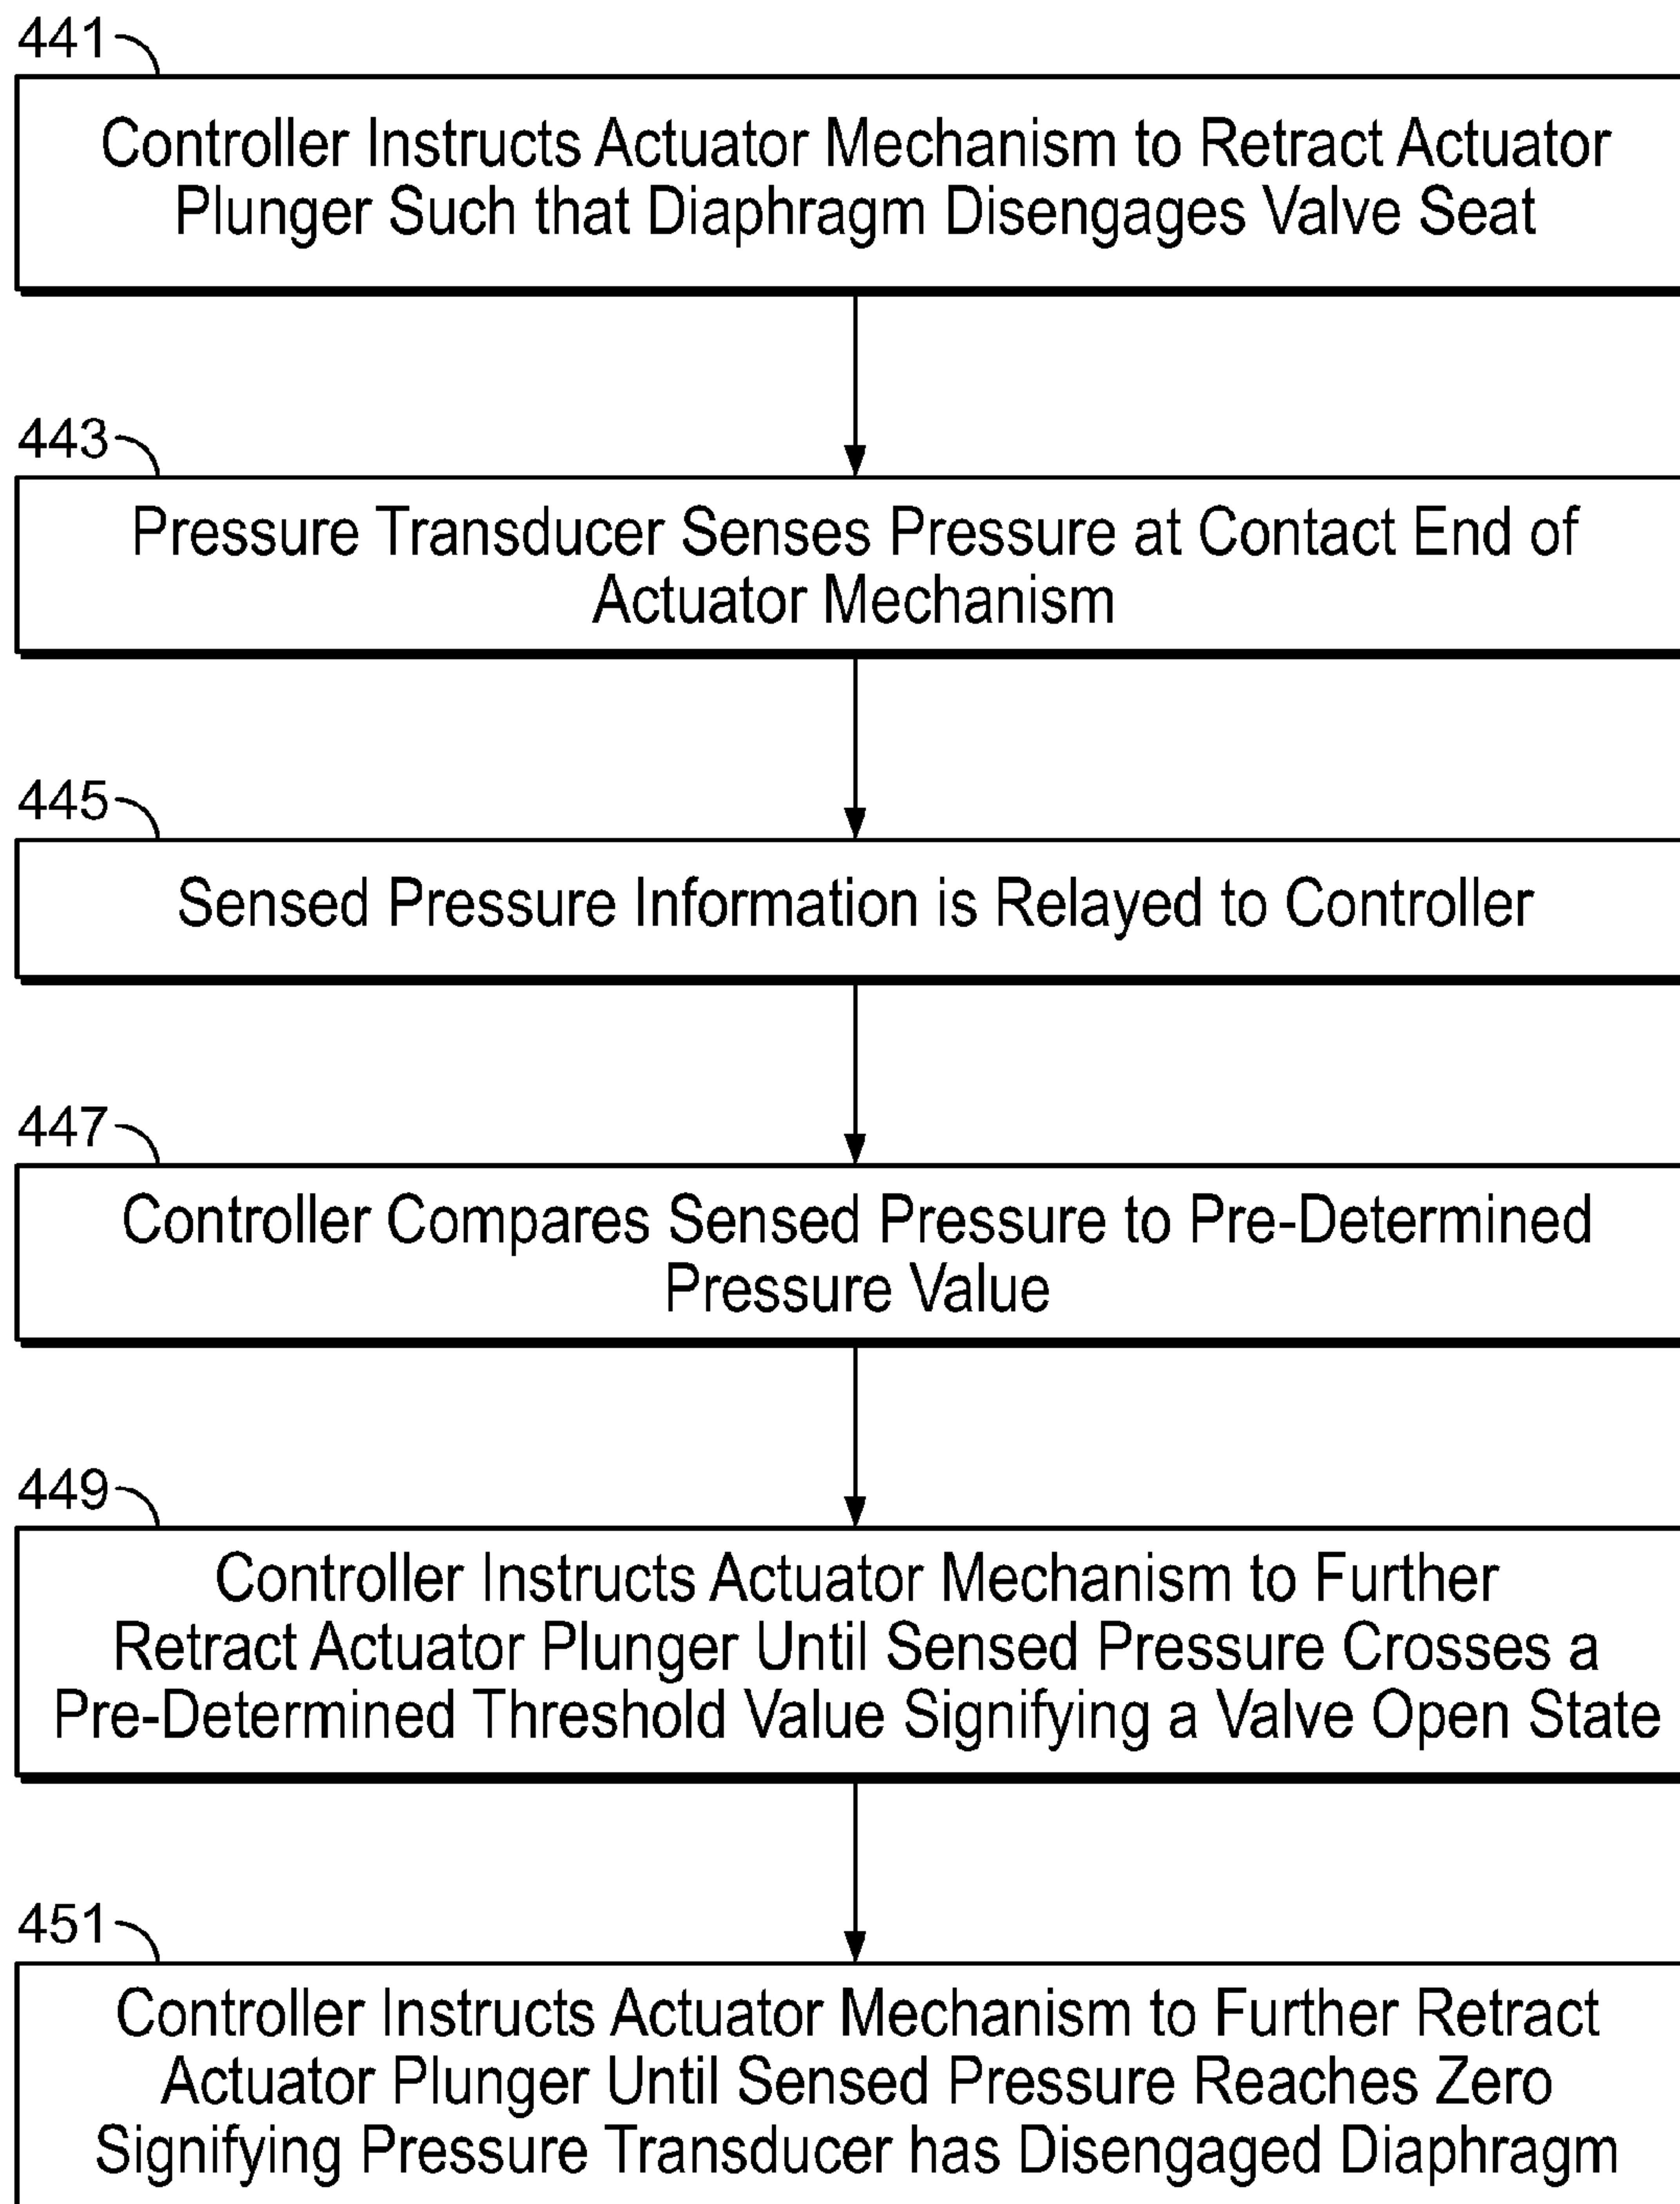 441
Controller Instructs Actuator Mechanism to Retract Actuator
Plunger Such that Diaphragm Disengages Valve Seat
443
Pressure Transducer Senses Pressure at Contact End of
Actuator Mechanism
445
Sensed Pressure Information is Relayed to Controller
447
Controller Compares Sensed Pressure to Pre-Determined
Pressure Value
449
Controller Instructs Actuator Mechanism to Further
Retract Actuator Plunger Until Sensed Pressure Crosses a
Pre-Determined Threshold Value Signifying a Valve Open State
451
Controller Instructs Actuator Mechanism to Further Retract
Actuator Plunger Until Sensed Pressure Reaches Zero
Signifying Pressure Transducer has Disengaged Diaphragm